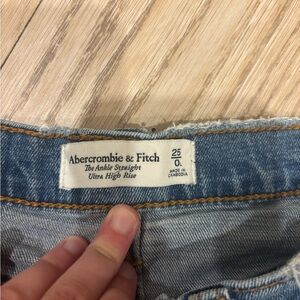 Abercrombie & Fitch
The Ankle Straight
Ultra High Rise
25
0.
MADE IN
CAMBODIA